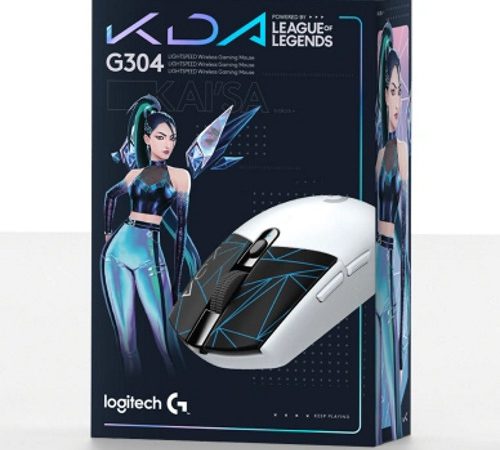 KDA
POWERED BY
LEAGUE OF
LEGENDS
G304
LIGHTSPEED Wireless Gaming Mouse
LIGHTSPEED Wireless Gaming Mouse
LIGHTSPEED Wireless Gaming Mouse
KAI'SA
logitech G
KEEP PLAYING